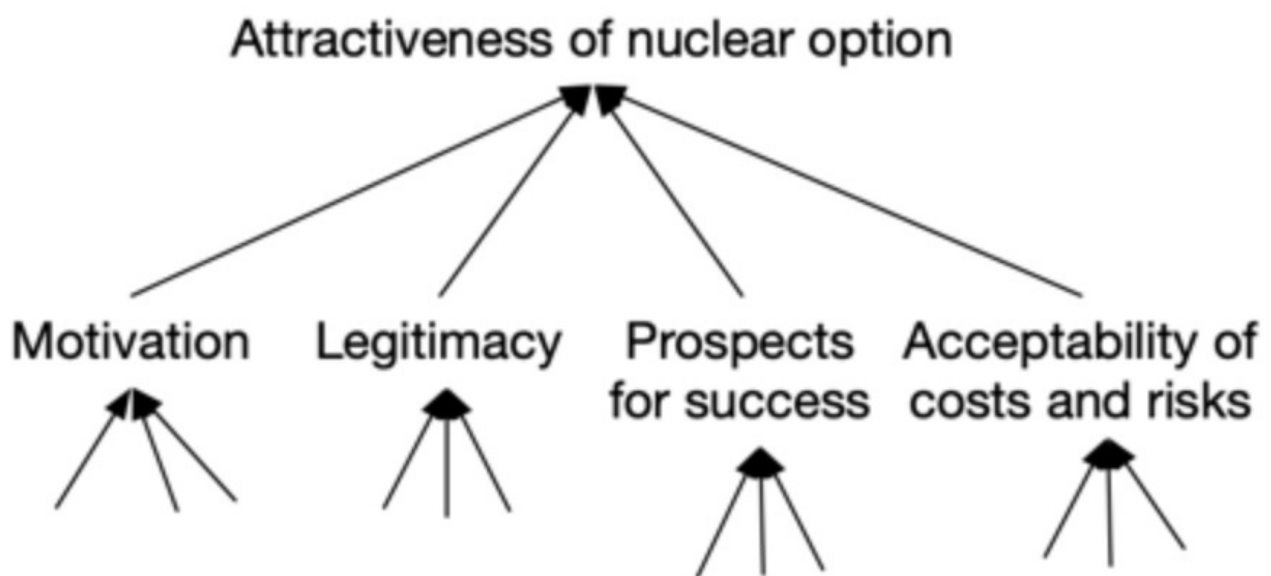 Attractiveness of nuclear option
Motivation
Legitimacy
Prospects
for success
Acceptability of
costs and risks